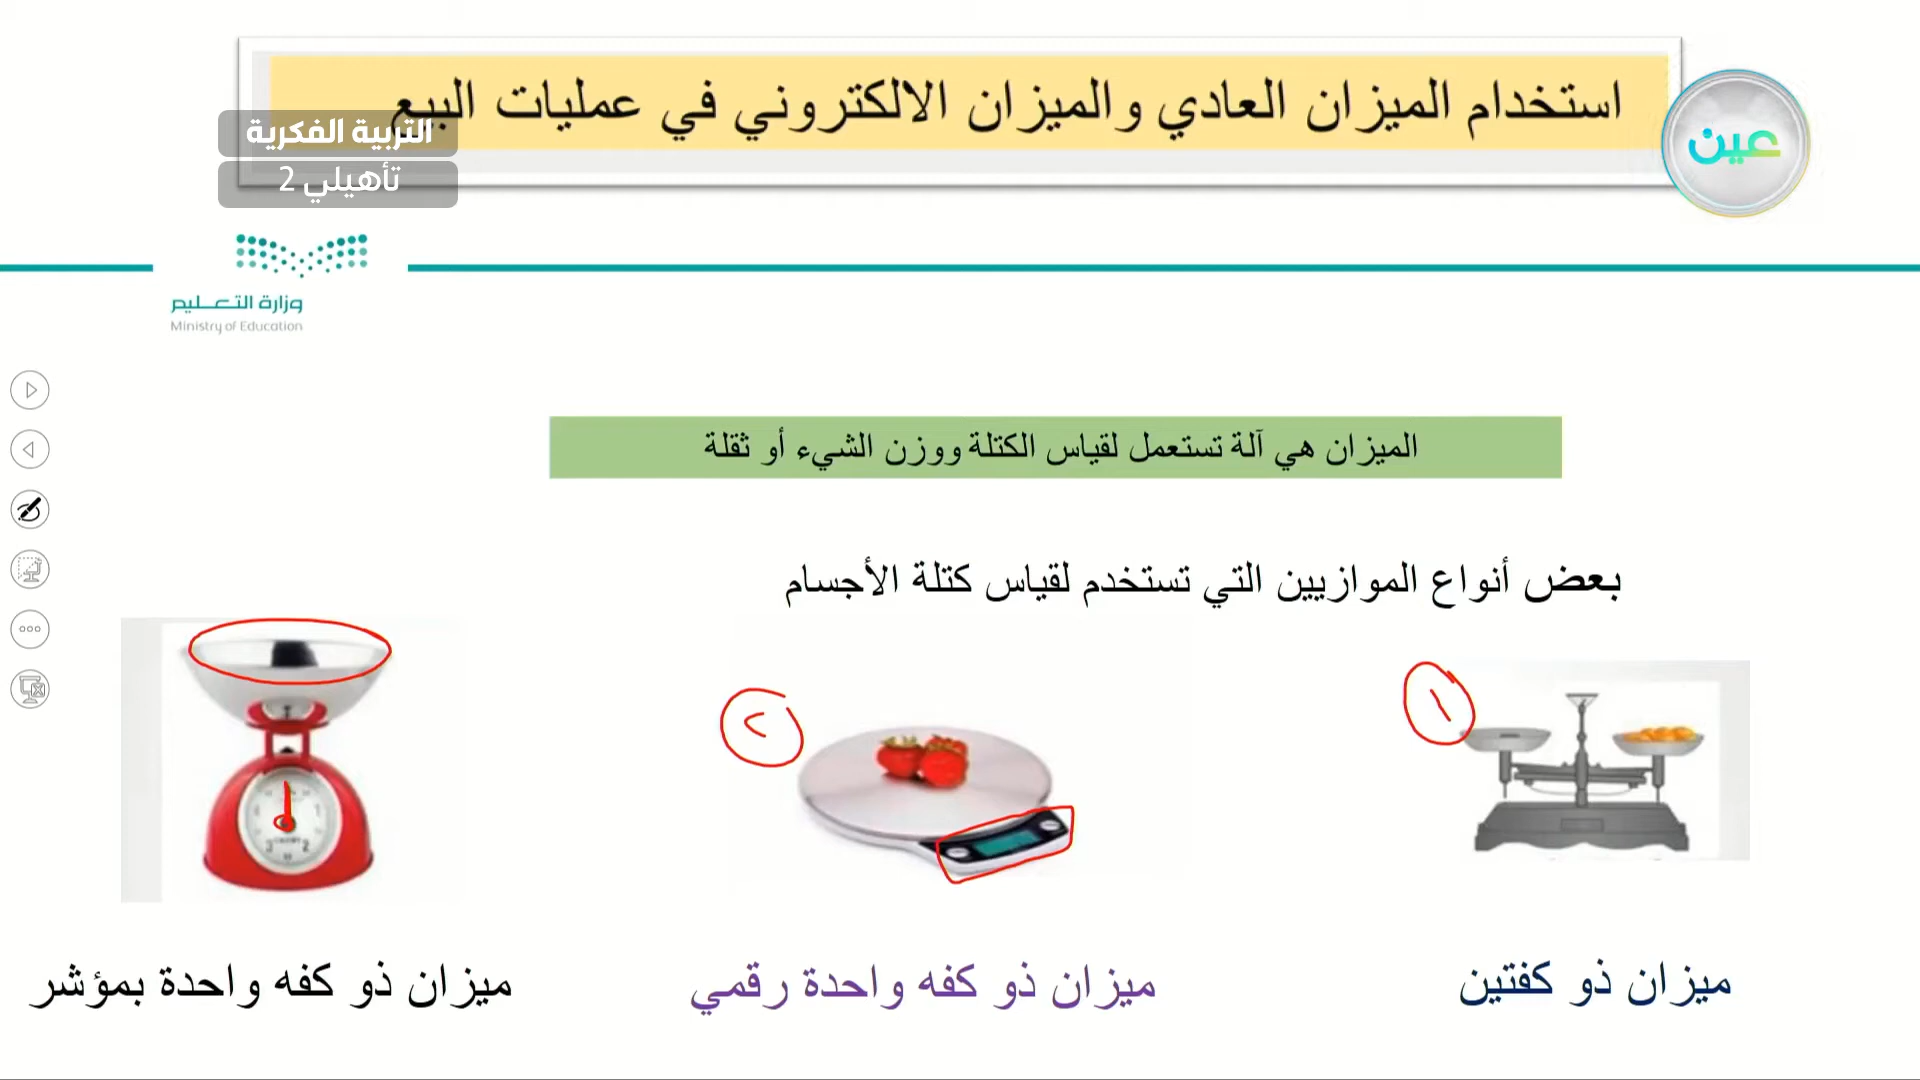 استخدام الميزان العادي والميزان الالكتروني في عمليات البيع
عين
التربية الفكرية
تأهيلي 2
وزارة التعليم
Ministry of Education
الميزان هي آلة تستعمل لقياس الكتلة ووزن الشيء أو ثقلة
بعض أنواع الموازيين التي تستخدم لقياس كتلة الأجسام
١
٢
ميزان ذو كفتين
ميزان ذو كفه واحدة رقمي
ميزان ذو كفه واحدة بمؤشر